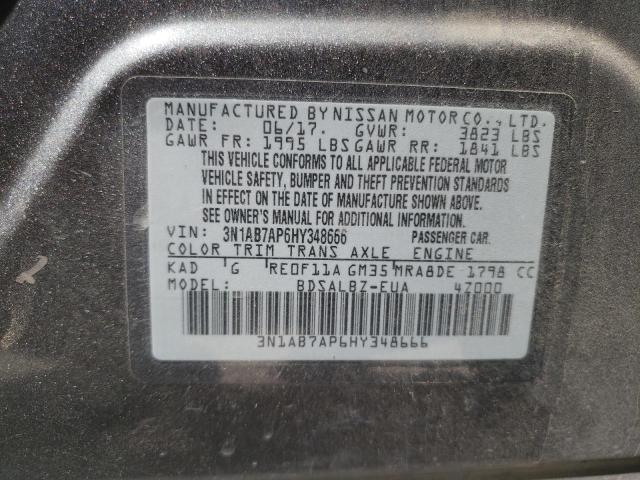 MANUFACTURED BY NISSAN MOTOR CO., LTD.
DATE: 06/17. GVWR: 3823 LBS
GAWR FR: 1995 LBS GAWR RR: 1841 LBS
THIS VEHICLE CONFORMS TO ALL APPLICABLE FEDERAL MOTOR
VEHICLE SAFETY, BUMPER AND THEFT PREVENTION STANDARDS
IN EFFECT ON THE DATE OF MANUFACTURE SHOWN ABOVE.
SEE OWNER'S MANUAL FOR ADDITIONAL INFORMATION.
VIN: 3N1AB7AP6HY348666 PASSENGER CAR.
COLOR TRIM TRANS AXLE ENGINE
KAD G RE0F11A GM35 MRA8DE 1798 CC
MODEL: BDSALBZ-EUA 4Z000
3N1AB7AP6HY348666